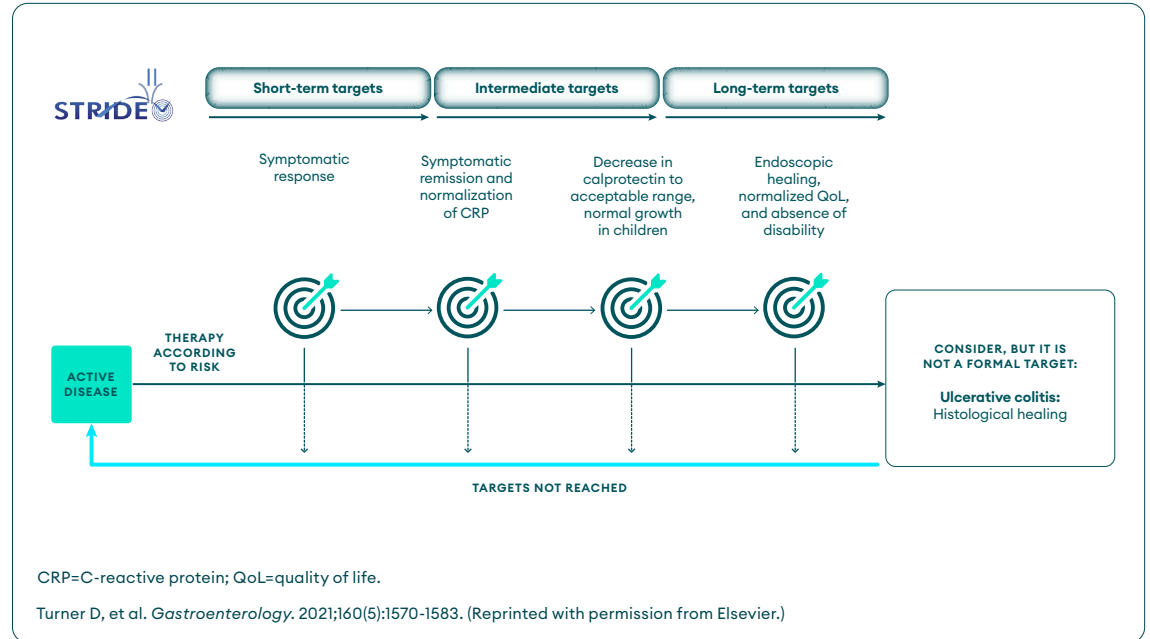 STRIDE
Short-term targets
Intermediate targets
Long-term targets
Symptomatic
response
Symptomatic
remission and
normalization
of CRP
Decrease in
calprotectin to
acceptable range,
normal growth
in children
Endoscopic
healing,
normalized QoL,
and absence of
disability
THERAPY
ACCORDING
TO RISK
ACTIVE
DISEASE
CONSIDER, BUT IT IS
NOT A FORMAL TARGET:
Ulcerative colitis:
Histological healing
TARGETS NOT REACHED
CRP=C-reactive protein; QoL=quality of life.
Turner D, et al. Gastroenterology. 2021;160(5):1570-1583. (Reprinted with permission from Elsevier.)